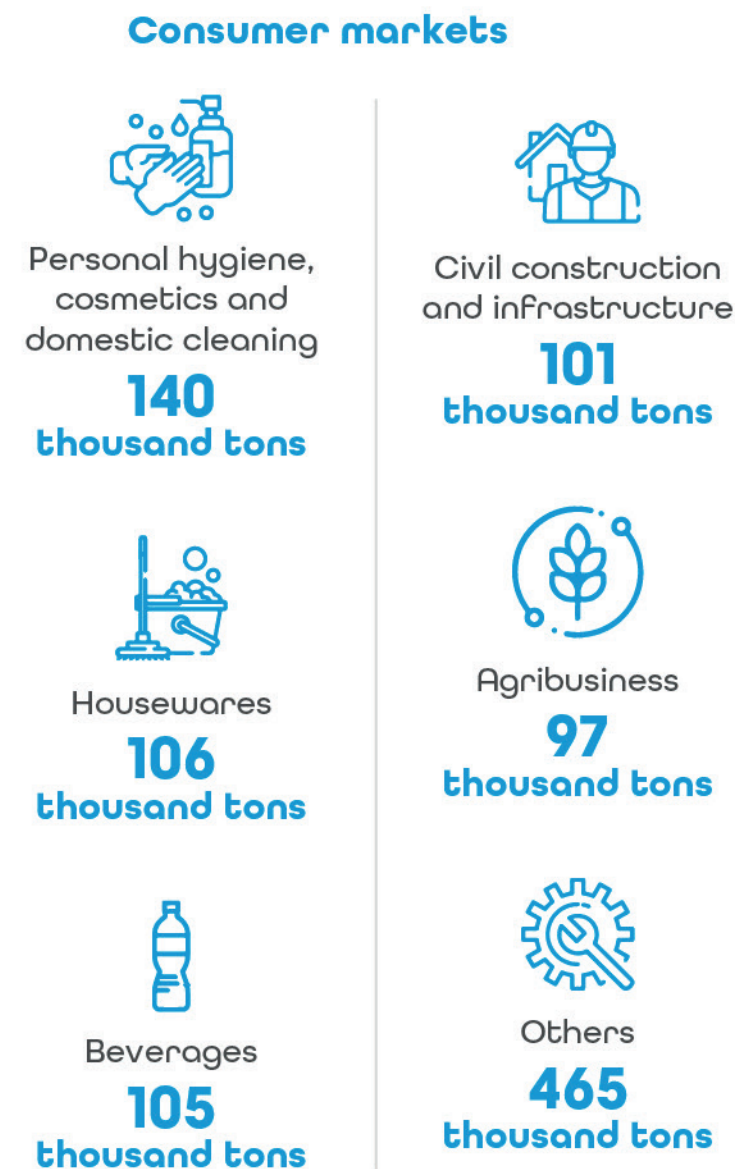 Consumer markets
Personal hygiene,
cosmetics and
domestic cleaning
140
thousand tons
Housewares
106
thousand tons
Beverages
105
thousand tons
Civil construction
and infrastructure
101
thousand tons
Agribusiness
97
thousand tons
Others
465
thousand tons